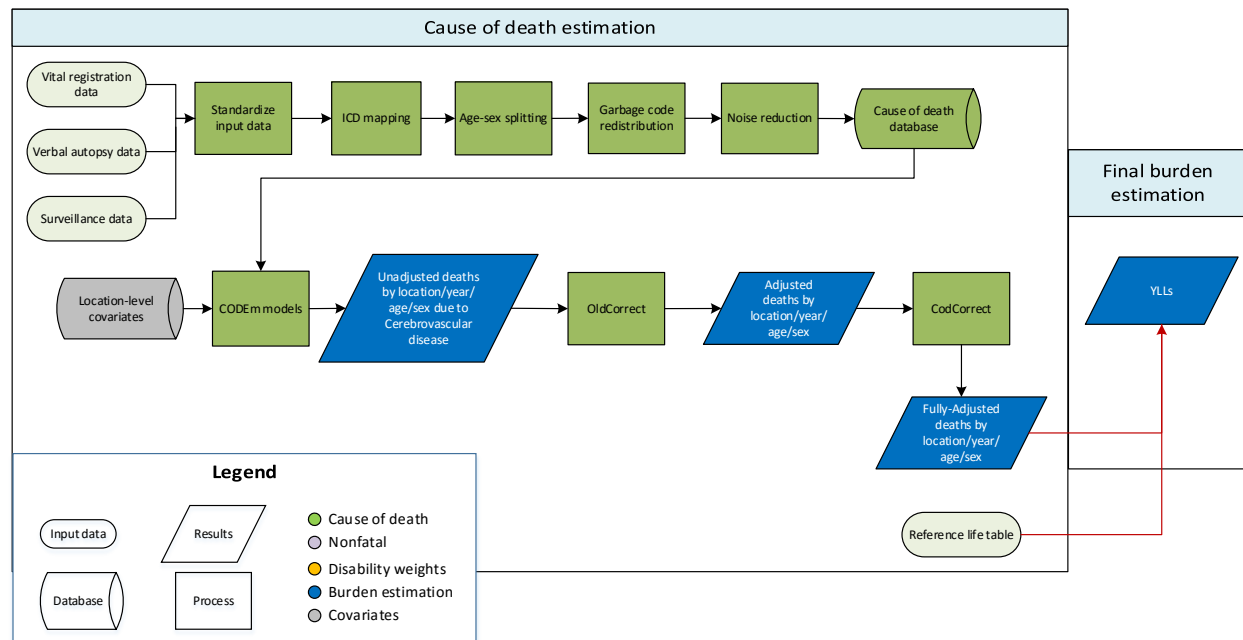 Cause of death estimation
Vital registration
data
Verbal autopsy data
Surveillance data
Standardize
input data
ICD mapping
Age-sex splitting
Garbage code
redistribution
Noise reduction
Cause of death
database
Final burden
estimation
Location-level
covariates
CODEm models
Unadjusted deaths
by location/year/
age/sex due to
Cerebrovascular
disease
OldCorrect
Adjusted
deaths by
location/year/
age/sex
CodCorrect
YLLs
Fully-Adjusted
deaths by
location/year/
age/sex
Reference life table
Legend
Input data
Results
Database
Process
Cause of death
Nonfatal
Disability weights
Burden estimation
Covariates